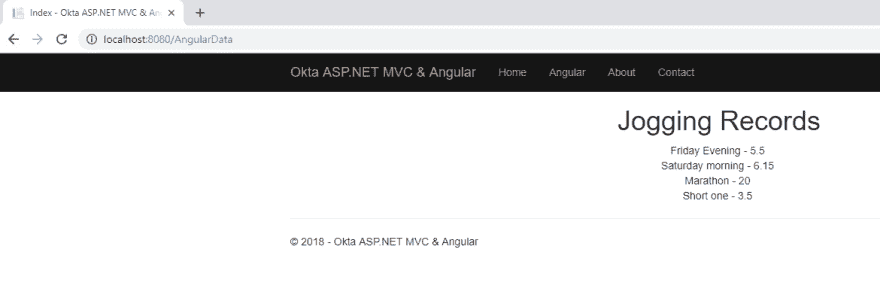 Index - Okta ASP.NET MVC & An
localhost:8080/AngularData
Okta ASP.NET MVC & Angular Home Angular About Contact
Jogging Records
Friday Evening - 5.5
Saturday morning - 6.15
Marathon - 20
Short one - 3.5
© 2018 - Okta ASP.NET MVC & Angular